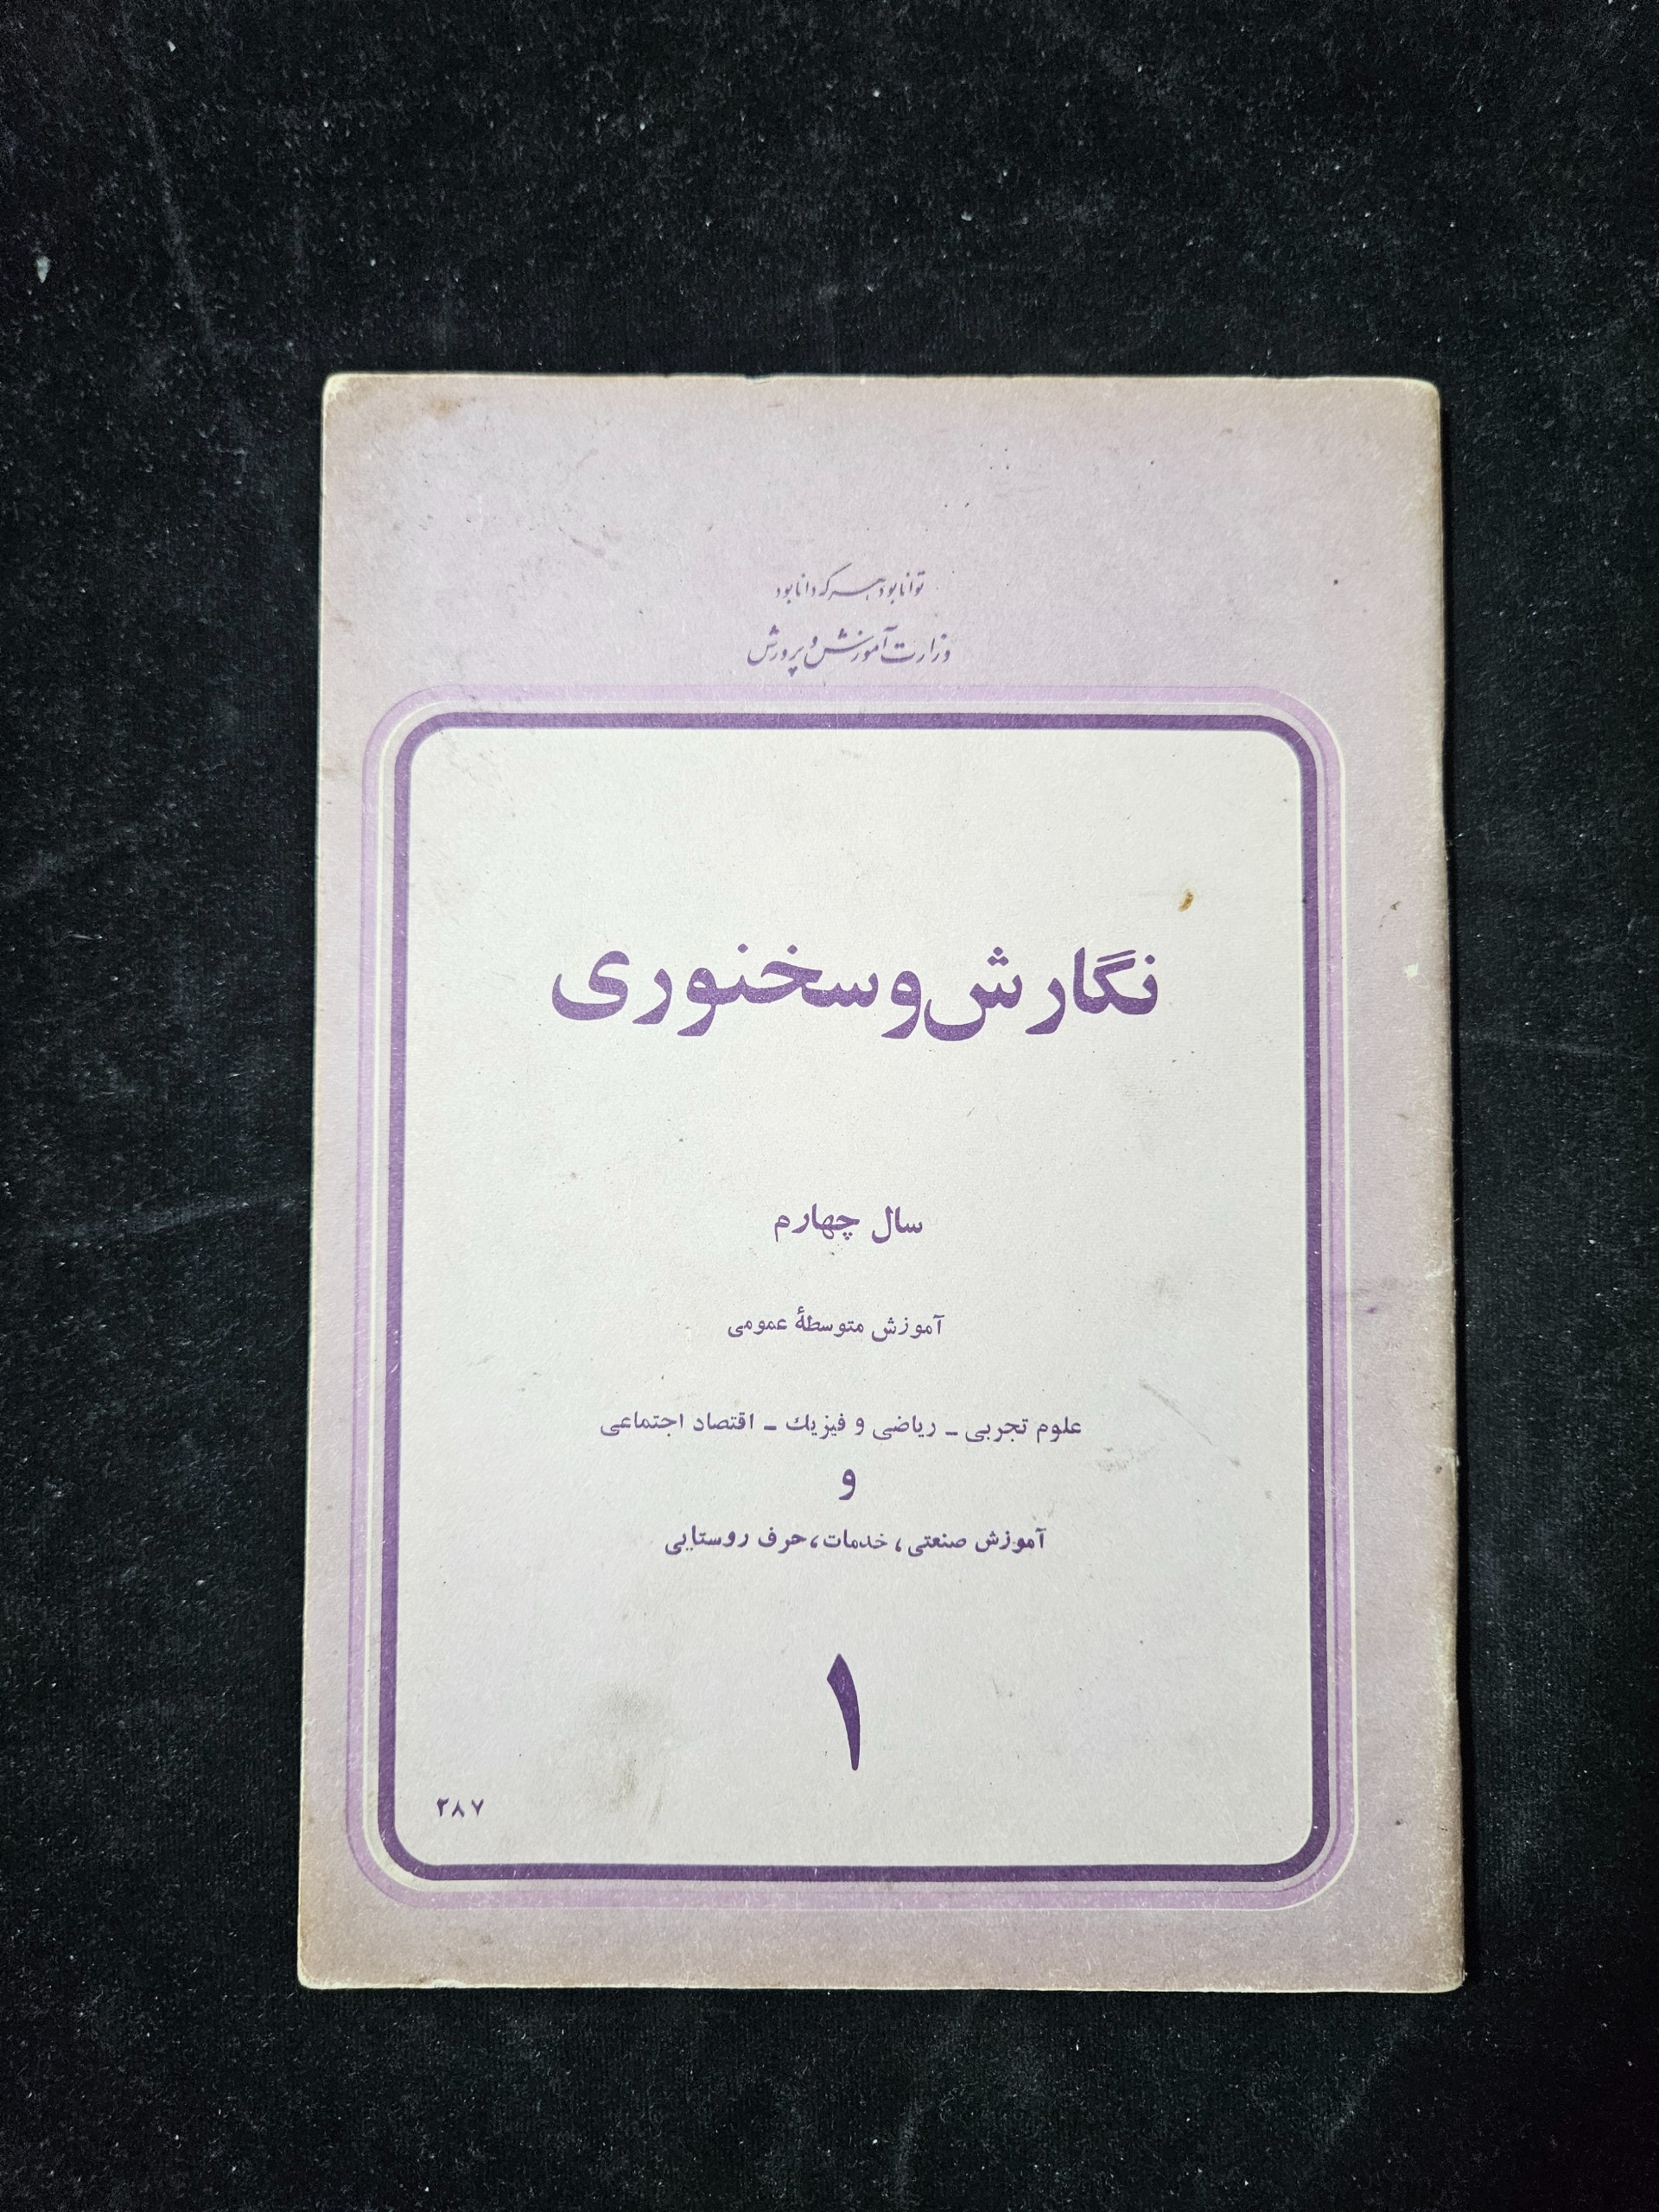 توانا بود هر که دانا بود
وزارت آموزش و پرورش
نگارش و سخنوری
سال چهارم
آموزش متوسطهٔ عمومی
علوم تجربی ـ ریاضی و فیزیك ـ اقتصاد اجتماعی
و
آموزش صنعتی، خدمات، حرف روستایی
۱
۲۸۷